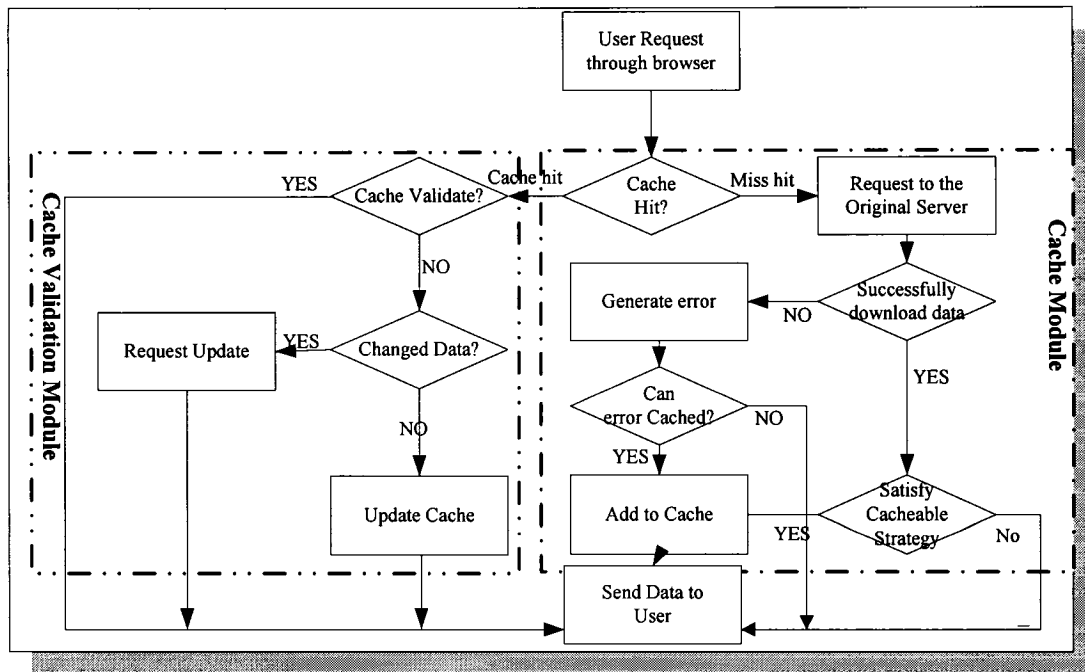 User Request
through browser
Cache
Hit?
Cache hit
Miss hit
Cache Validate?
YES
NO
Request to the
Original Server
Successfully
download data
NO
YES
Generate error
Changed Data?
YES
NO
Request Update
Can
error Cached?
NO
YES
Update Cache
Add to Cache
Satisfy
Cacheable
Strategy
YES
No
Send Data to
User
Cache Validation Module
Cache Module